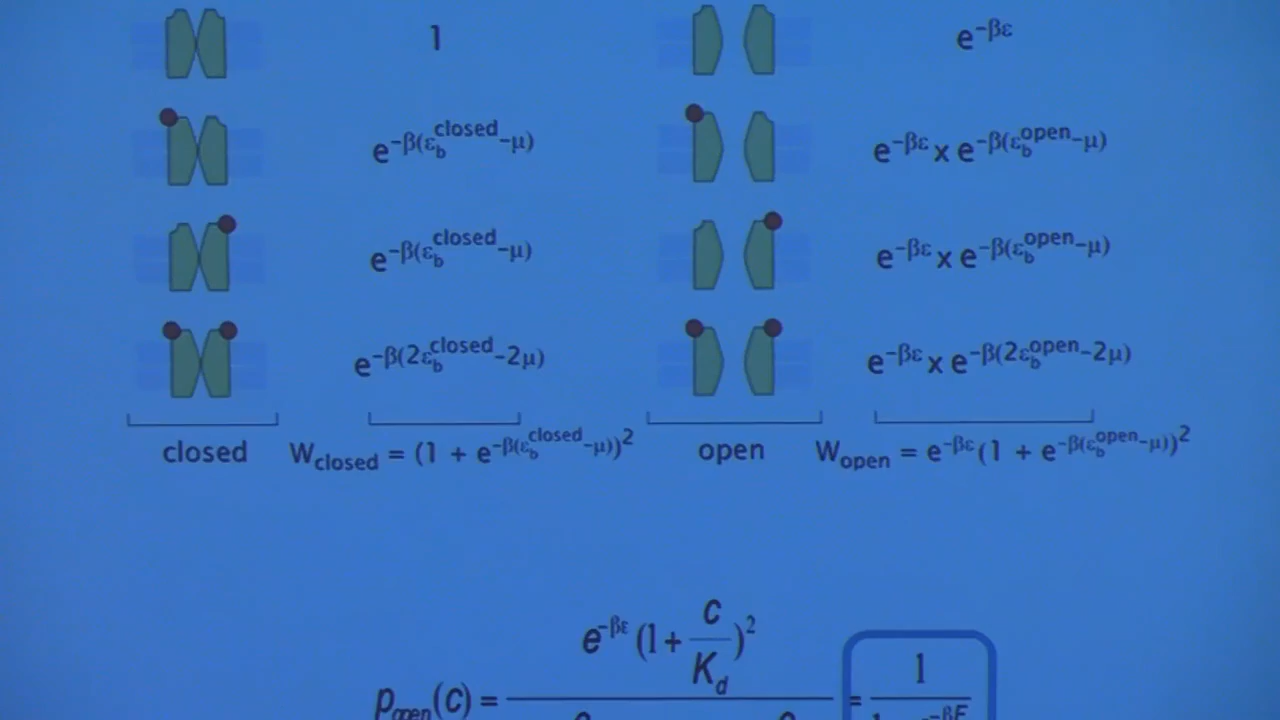 1 e^{-βε}
e^{-β(ε_b^{closed}-μ)} e^{-βε} x e^{-β(ε_b^{open}-μ)}
e^{-β(ε_b^{closed}-μ)} e^{-βε} x e^{-β(ε_b^{open}-μ)}
e^{-β(2ε_b^{closed}-2μ)} e^{-βε} x e^{-β(2ε_b^{open}-2μ)}
closed W_{closed} = (1 + e^{-β(ε_b^{closed}-μ)})^2 open W_{open} = e^{-βε}(1 + e^{-β(ε_b^{open}-μ)})^2
e^{-βε}(1+\frac{c}{K_d})^2 1
p_{open}(c) = =